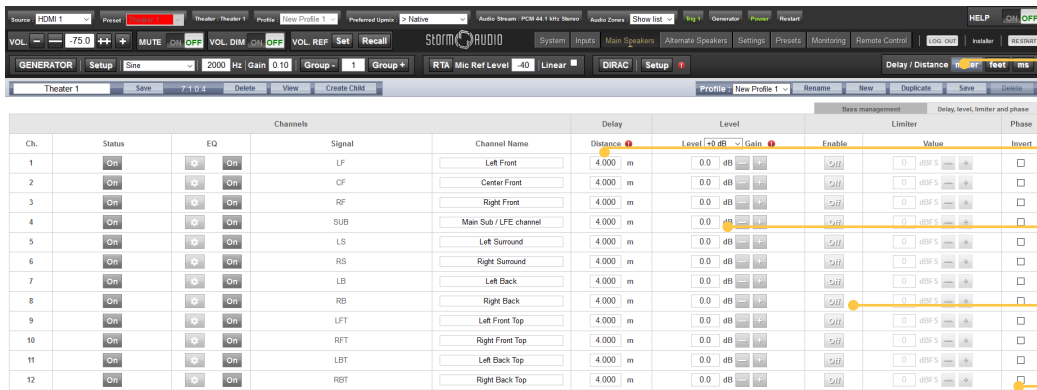 Source : HDMI 1 Preset : Theater 1 Theater : Theater 1 Profile : New Profile 1 Preferred Upmix : > Native Audio Stream : PCM 44.1 kHz Stereo Audio Zones : Show list Trig 1 Generator Power Restart HELP ON OFF
VOL. -75.0 MUTE ON OFF VOL. DIM ON OFF VOL. REF Set Recall STORM AUDIO System Inputs Main Speakers Alternate Speakers Settings Presets Monitoring Remote Control LOG OUT Installer RESTART
GENERATOR Setup Sine 2000 Hz Gain 0.10 Group - 1 Group + RTA Mic Ref Level -40 Linear DIRAC Setup Delay / Distance meter feet ms
Theater 1 Save 7.1.0.4 Delete View Create Child Profile : New Profile 1 Rename New Duplicate Save Delete
Bass management Delay, level, limiter and phase
Channels Delay Level Limiter Phase
Ch. Status EQ Signal Channel Name Distance Level +0 dB Gain Enable Value Invert
1 On On LF Left Front 4.000 m 0.0 dB Off 0 dBFS
2 On On CF Center Front 4.000 m 0.0 dB Off 0 dBFS
3 On On RF Right Front 4.000 m 0.0 dB Off 0 dBFS
4 On On SUB Main Sub / LFE channel 4.000 m 0.0 dB Off 0 dBFS
5 On On LS Left Surround 4.000 m 0.0 dB Off 0 dBFS
6 On On RS Right Surround 4.000 m 0.0 dB Off 0 dBFS
7 On On LB Left Back 4.000 m 0.0 dB Off 0 dBFS
8 On On RB Right Back 4.000 m 0.0 dB Off 0 dBFS
9 On On LFT Left Front Top 4.000 m 0.0 dB Off 0 dBFS
10 On On RFT Right Front Top 4.000 m 0.0 dB Off 0 dBFS
11 On On LBT Left Back Top 4.000 m 0.0 dB Off 0 dBFS
12 On On RBT Right Back Top 4.000 m 0.0 dB Off 0 dBFS